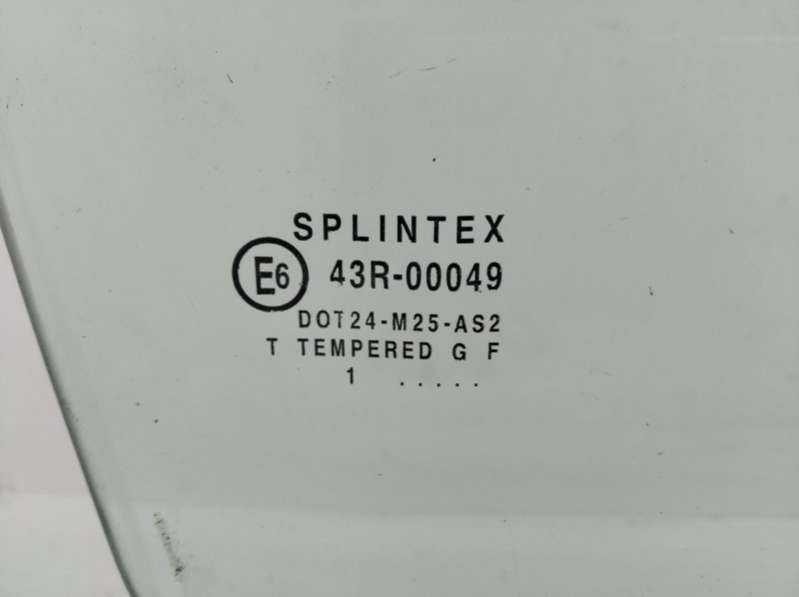 SPLINTEX
E6 43R-00049
DOT24-M25-AS2
T TEMPERED G F
1 .....